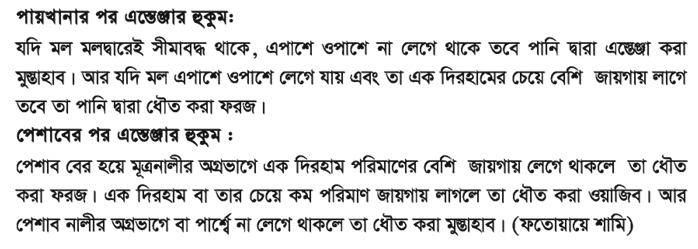 পায়খানার পর এস্তেঞ্জার হুকুম:
যদি মল মলদ্বারেই সীমাবদ্ধ থাকে, এপাশে ওপাশে না লেগে থাকে তবে পানি দ্বারা এস্তেঞ্জা করা
মুস্তাহাব। আর যদি মল এপাশে ওপাশে লেগে যায় এবং তা এক দিরহামের চেয়ে বেশি জায়গায় লাগে
তবে তা পানি দ্বারা ধৌত করা ফরজ।
পেশাবের পর এস্তেঞ্জার হুকুম :
পেশাব বের হয়ে মূত্রনালীর অগ্রভাগে এক দিরহাম পরিমাণের বেশি জায়গায় লেগে থাকলে তা ধৌত
করা ফরজ। এক দিরহাম বা তার চেয়ে কম পরিমাণ জায়গায় লাগলে তা ধৌত করা ওয়াজিব। আর
পেশাব নালীর অগ্রভাগে বা পার্শ্বে না লেগে থাকলে তা ধৌত করা মুস্তাহাব। (ফতোয়ায়ে শামি)